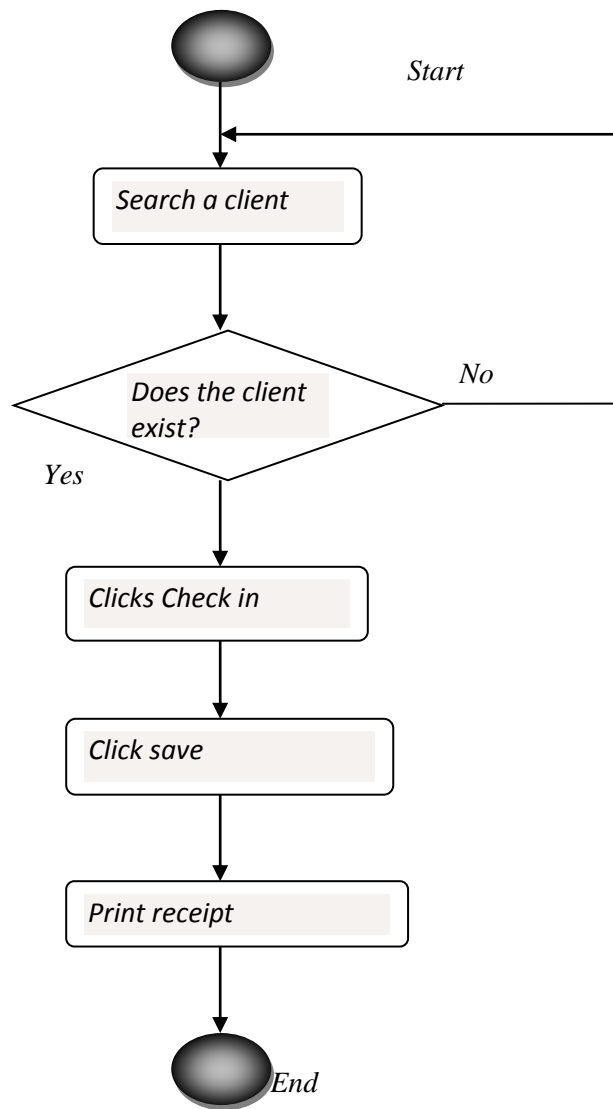 Start
Search a client
Does the client
exist?
No
Yes
Clicks Check in
Click save
Print receipt
End